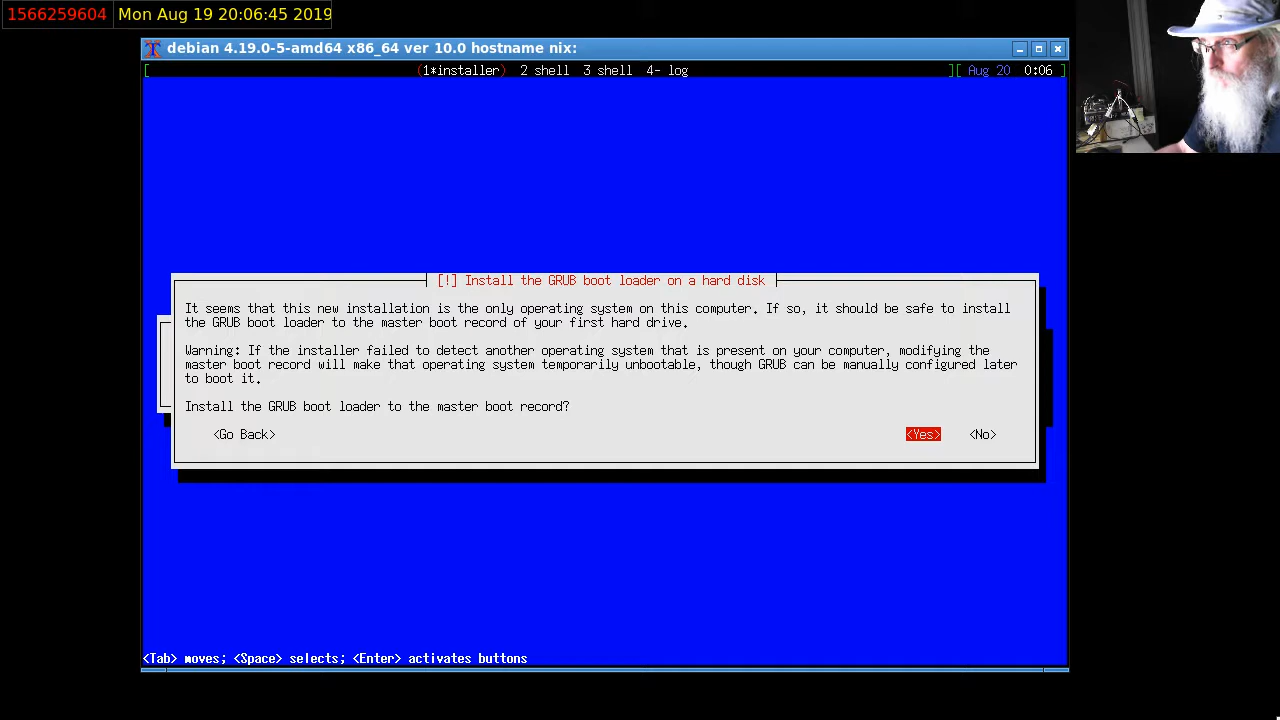 1566259604 Mon Aug 19 20:06:45 2019
debian 4.19.0-5-amd64 x86_64 ver 10.0 hostname nix:
[ (1*installer) 2 shell 3 shell 4- log ][ Aug 20 0:06 ]
[!] Install the GRUB boot loader on a hard disk
It seems that this new installation is the only operating system on this computer. If so, it should be safe to install
the GRUB boot loader to the master boot record of your first hard drive.
Warning: If the installer failed to detect another operating system that is present on your computer, modifying the
master boot record will make that operating system temporarily unbootable, though GRUB can be manually configured later
to boot it.
Install the GRUB boot loader to the master boot record?
<Go Back> <Yes> <No>
<Tab> moves; <Space> selects; <Enter> activates buttons